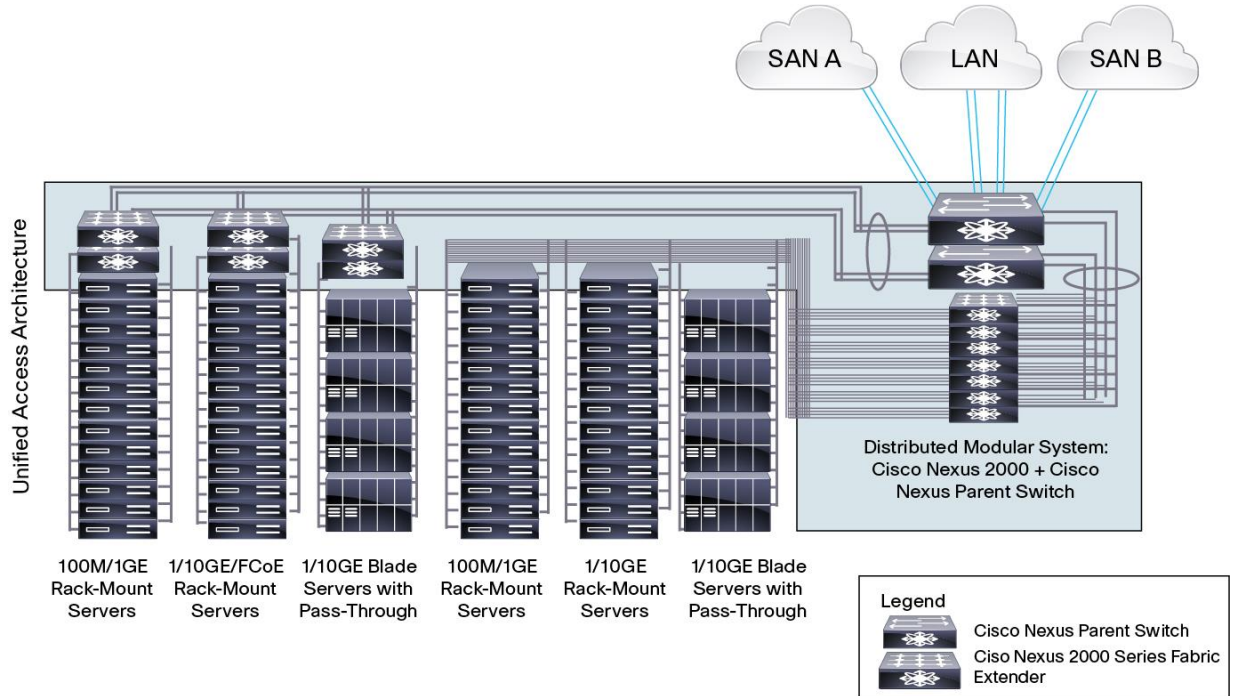 SAN A
LAN
SAN B
Unified Access Architecture
Distributed Modular System:
Cisco Nexus 2000 + Cisco
Nexus Parent Switch
100M/1GE
Rack-Mount
Servers
1/10GE/FCoE
Rack-Mount
Servers
1/10GE Blade
Servers with
Pass-Through
100M/1GE
Rack-Mount
Servers
1/10GE
Rack-Mount
Servers
1/10GE Blade
Servers with
Pass-Through
Legend
Cisco Nexus Parent Switch
Ciso Nexus 2000 Series Fabric
Extender